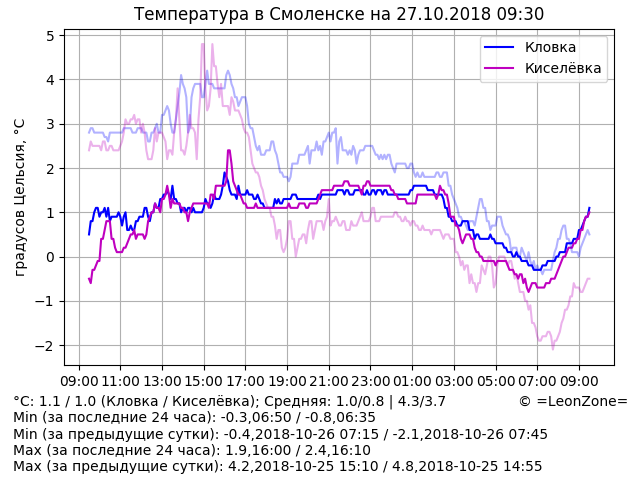 Температура в Смоленске на 27.10.2018 09:30
Кловка
Киселёвка
градусов Цельсия, °C
5
4
3
2
1
0
−1
−2
09:00 11:00 13:00 15:00 17:00 19:00 21:00 23:00 01:00 03:00 05:00 07:00 09:00
°C: 1.1 / 1.0 (Кловка / Киселёвка); Средняя: 1.0/0.8 | 4.3/3.7 © =LeonZone=
Min (за последние 24 часа): -0.3,06:50 / -0.8,06:35
Min (за предыдущие сутки): -0.4,2018-10-26 07:15 / -2.1,2018-10-26 07:45
Max (за последние 24 часа): 1.9,16:00 / 2.4,16:10
Max (за предыдущие сутки): 4.2,2018-10-25 15:10 / 4.8,2018-10-25 14:55